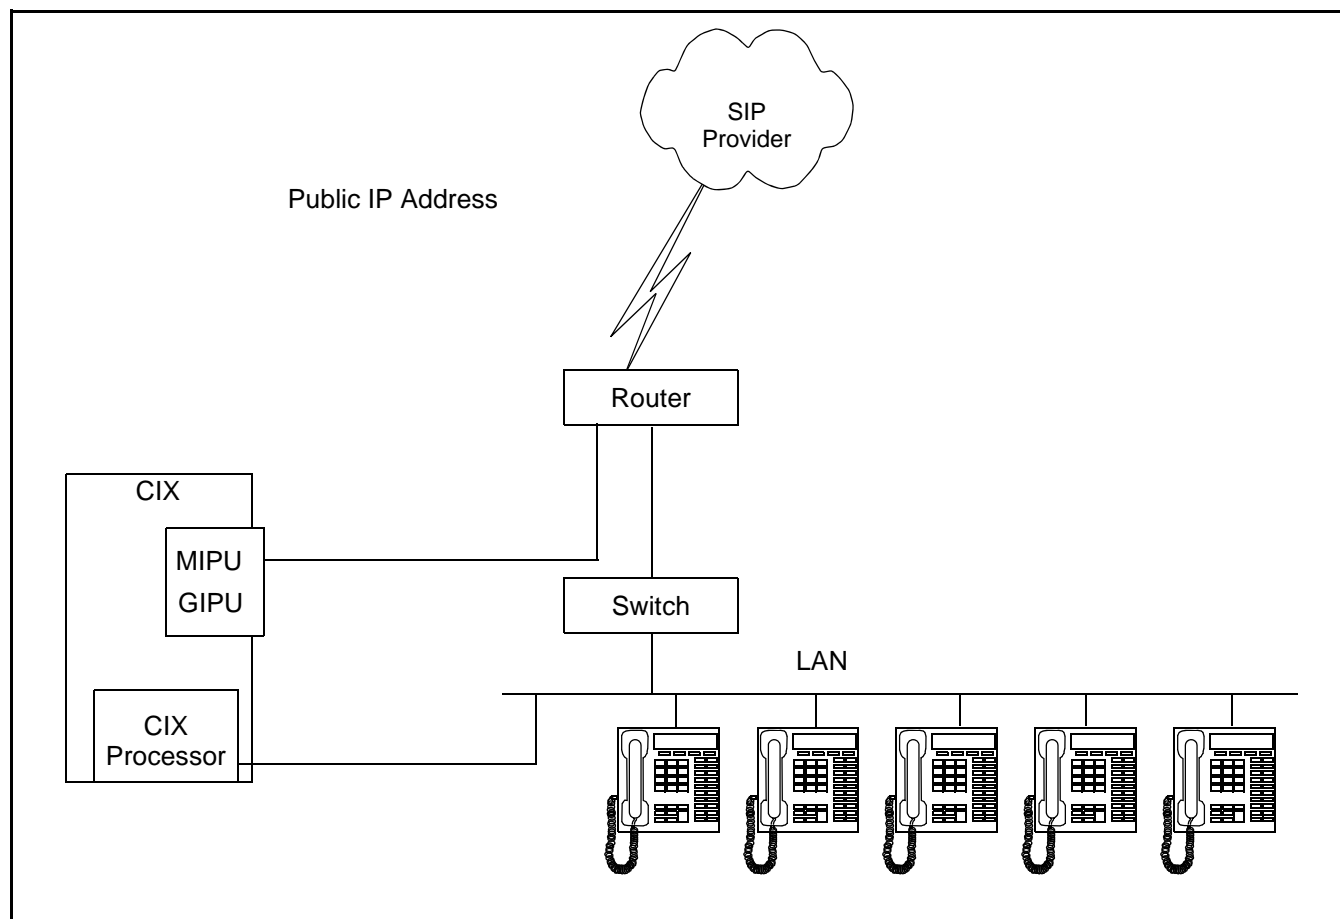 SIP
Provider
Public IP Address
Router
CIX
MIPU
GIPU
Switch
LAN
CIX
Processor